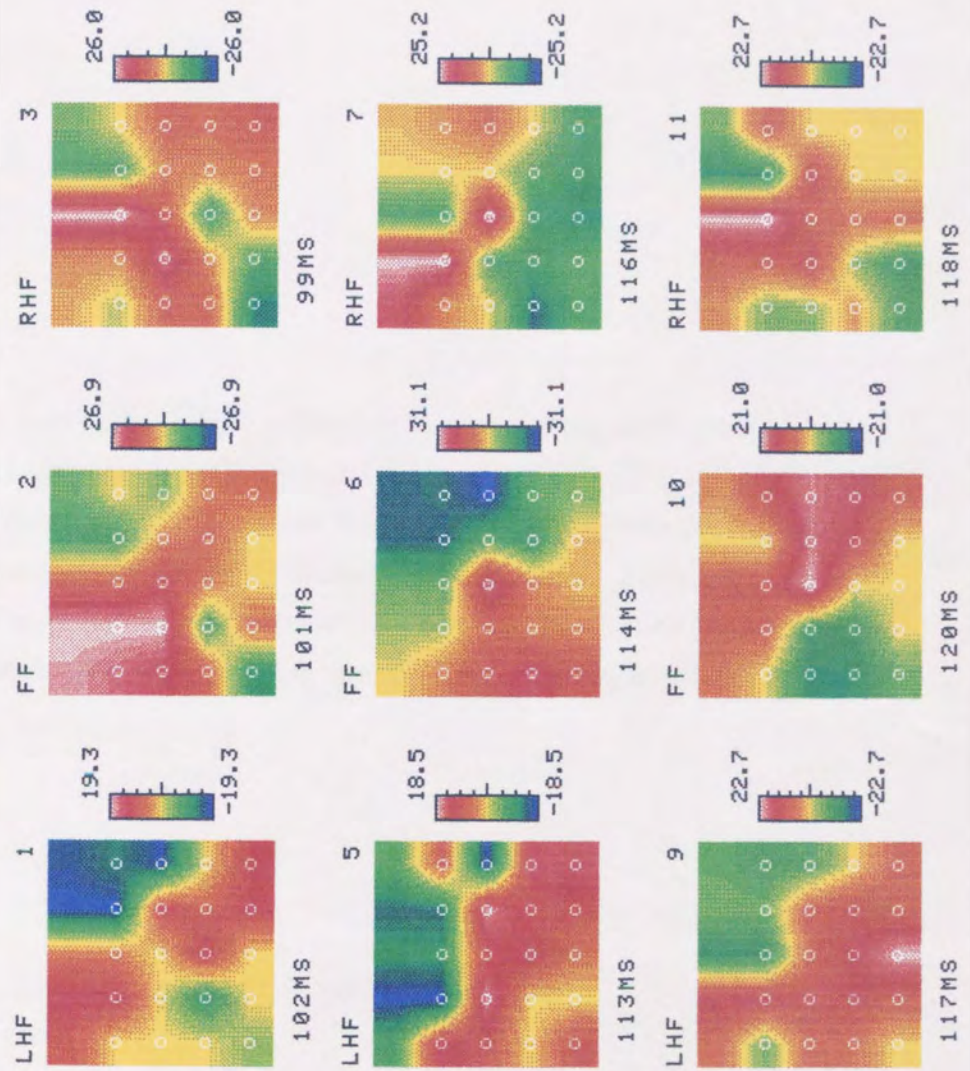 LHF 1
19.3
-19.3
102MS
FF 2
26.9
-26.9
101MS
RHF 3
26.0
-26.0
99MS
LHF 5
18.5
-18.5
113MS
FF 6
31.1
-31.1
114MS
RHF 7
25.2
-25.2
116MS
LHF 9
22.7
-22.7
117MS
FF 10
21.0
-21.0
120MS
RHF 11
22.7
-22.7
118MS